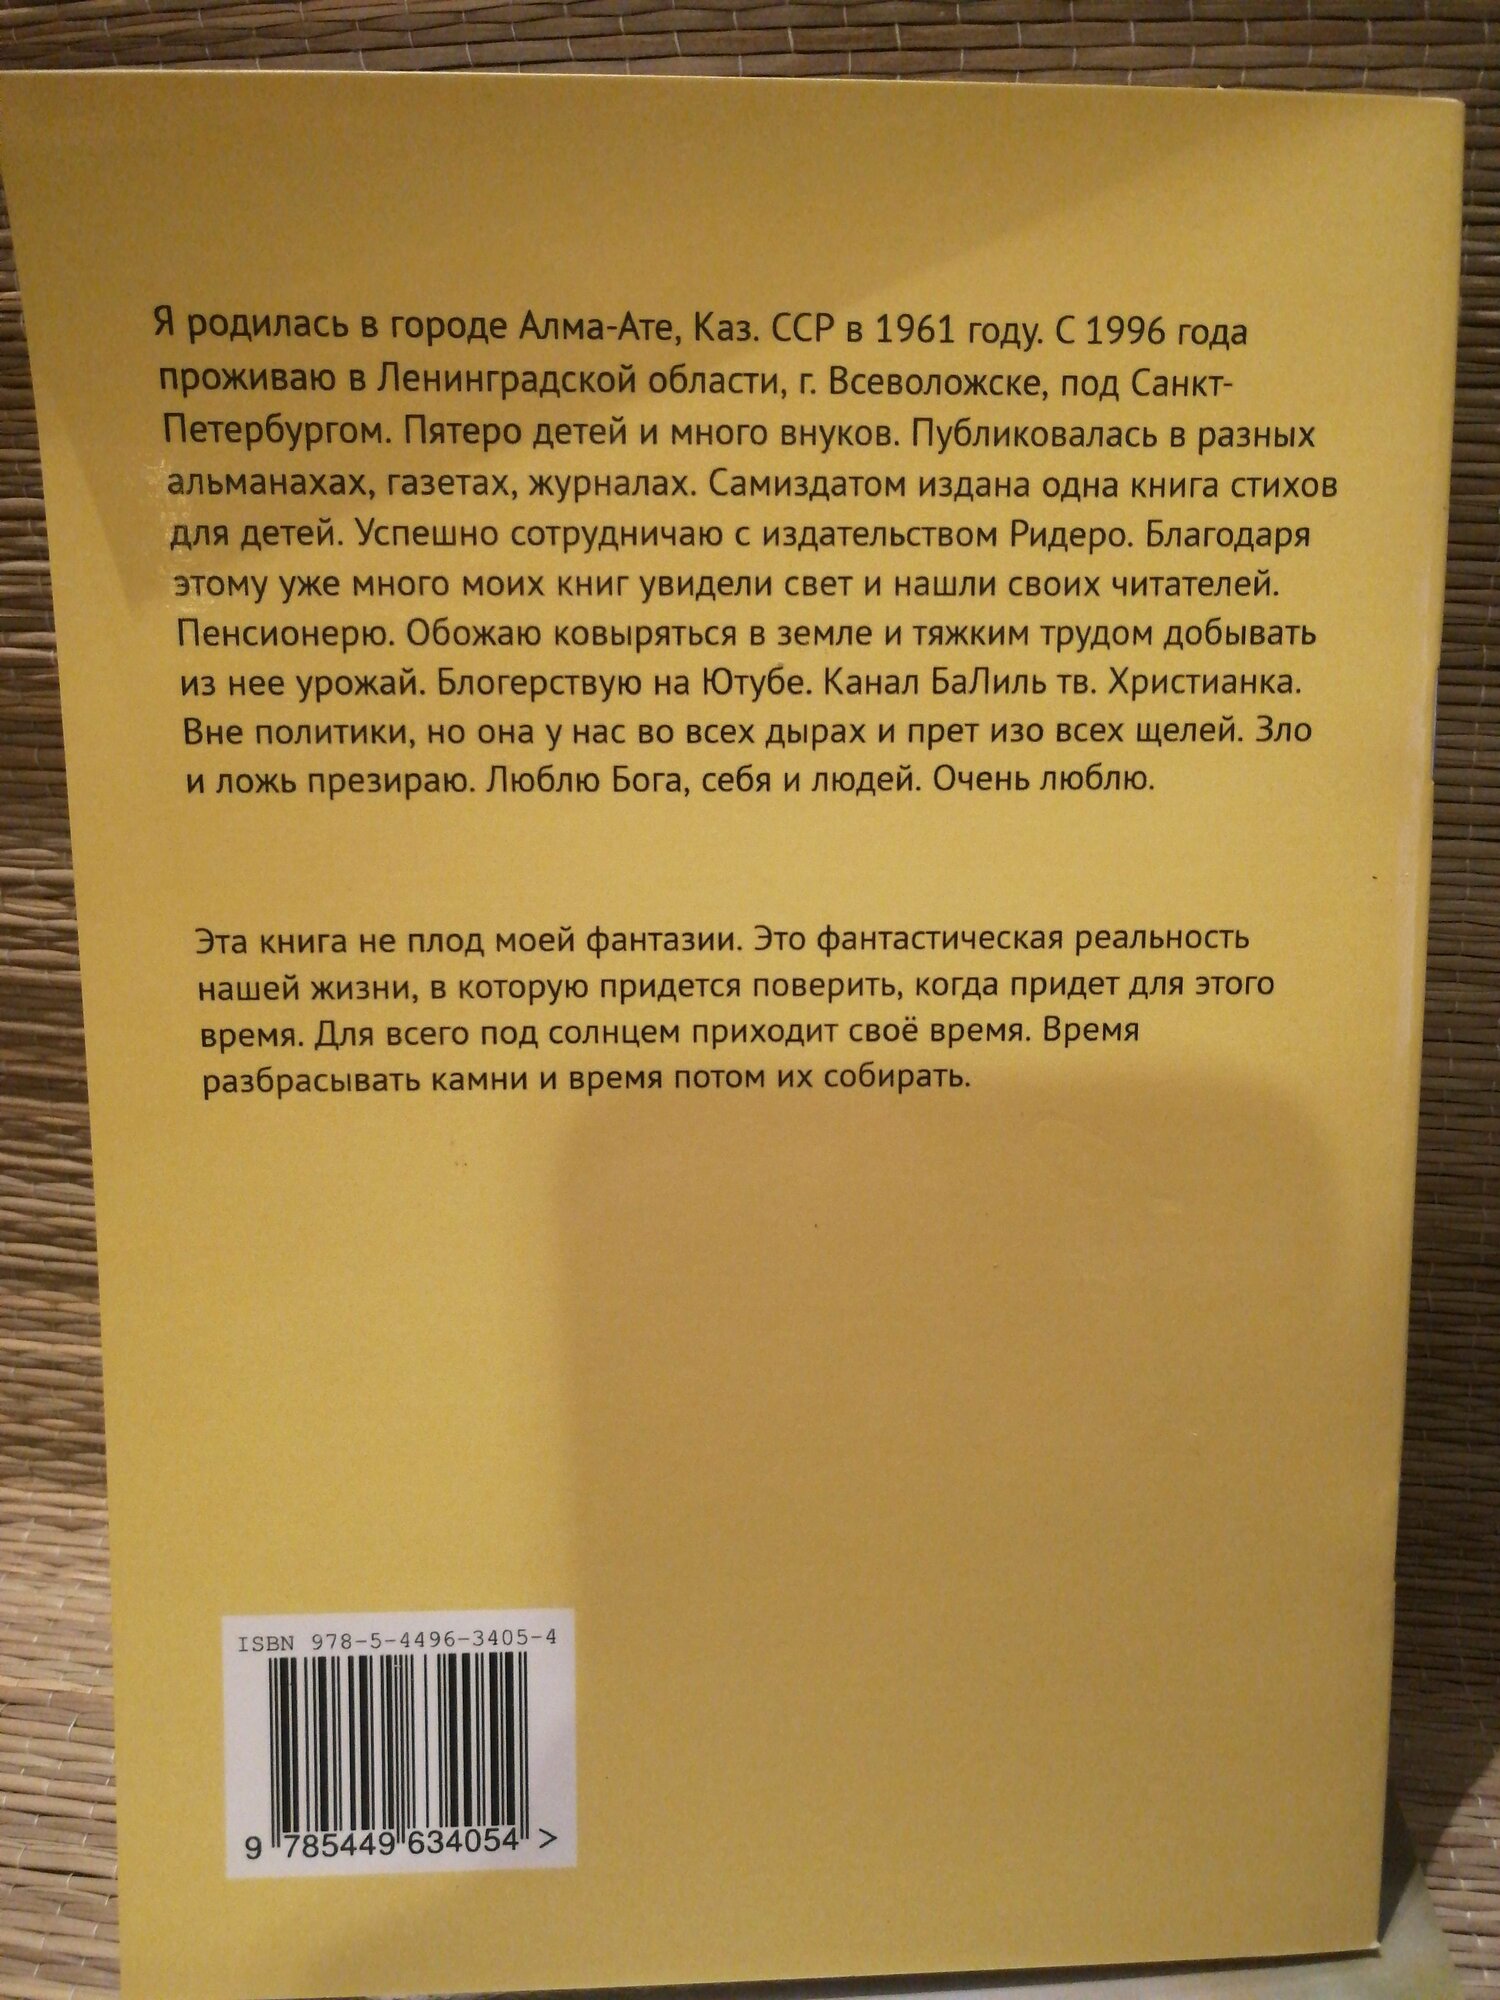 Я родилась в городе Алма-Ате, Каз. ССР в 1961 году. С 1996 года
проживаю в Ленинградской области, г. Всеволожске, под Санкт-
Петербургом. Пятеро детей и много внуков. Публиковалась в разных
альманахах, газетах, журналах. Самиздатом издана одна книга стихов
для детей. Успешно сотрудничаю с издательством Ридеро. Благодаря
этому уже много моих книг увидели свет и нашли своих читателей.
Пенсионерю. Обожаю ковыряться в земле и тяжким трудом добывать
из нее урожай. Блогерствую на Ютубе. Канал БаЛиль тв. Христианка.
Вне политики, но она у нас во всех дырах и прет изо всех щелей. Зло
и ложь презираю. Люблю Бога, себя и людей. Очень люблю.
Эта книга не плод моей фантазии. Это фантастическая реальность
нашей жизни, в которую придется поверить, когда придет для этого
время. Для всего под солнцем приходит своё время. Время
разбрасывать камни и время потом их собирать.
ISBN 978-5-4496-3405-4
9 785449 634054 >